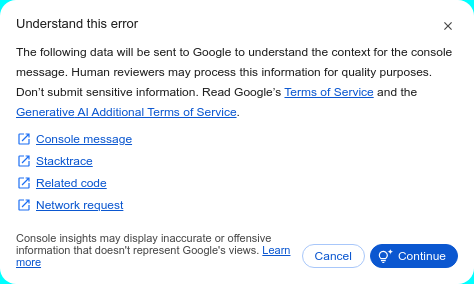 Understand this error
The following data will be sent to Google to understand the context for the console
message. Human reviewers may process this information for quality purposes.
Don’t submit sensitive information. Read Google’s Terms of Service and the
Generative AI Additional Terms of Service.
Console message
Stacktrace
Related code
Network request
Console insights may display inaccurate or offensive
information that doesn't represent Google's views. Learn
more
Cancel
Continue